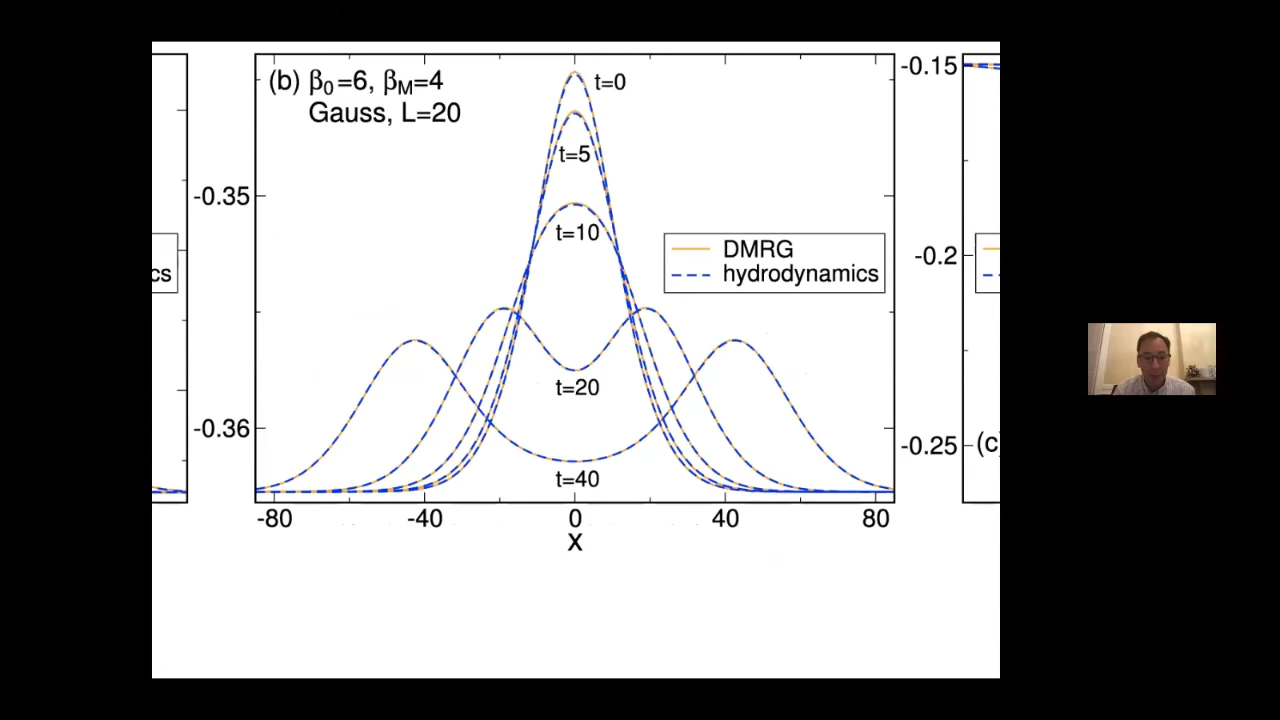 (b) β0=6, βM=4
Gauss, L=20
t=0
t=5
t=10
t=20
t=40
-0.35
-0.36
DMRG
hydrodynamics
-80
-40
0
40
80
X
cs
-0.15
-0.2
-0.25
(c